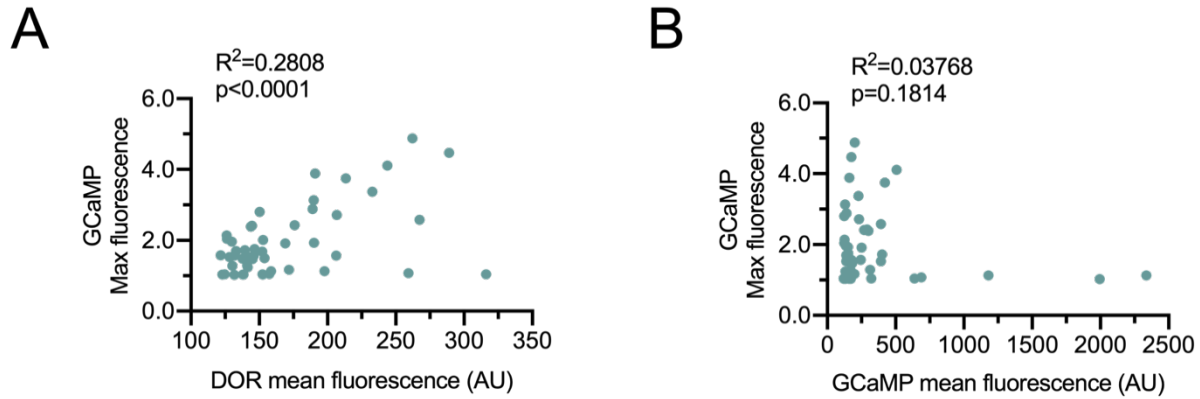 A
R²=0.2808
p<0.0001
GCaMP
Max fluorescence
6.0
4.0
2.0
0.0
100 150 200 250 300 350
DOR mean fluorescence (AU)
B
R²=0.03768
p=0.1814
GCaMP
Max fluorescence
6.0
4.0
2.0
0.0
0 500 1000 1500 2000 2500
GCaMP mean fluorescence (AU)